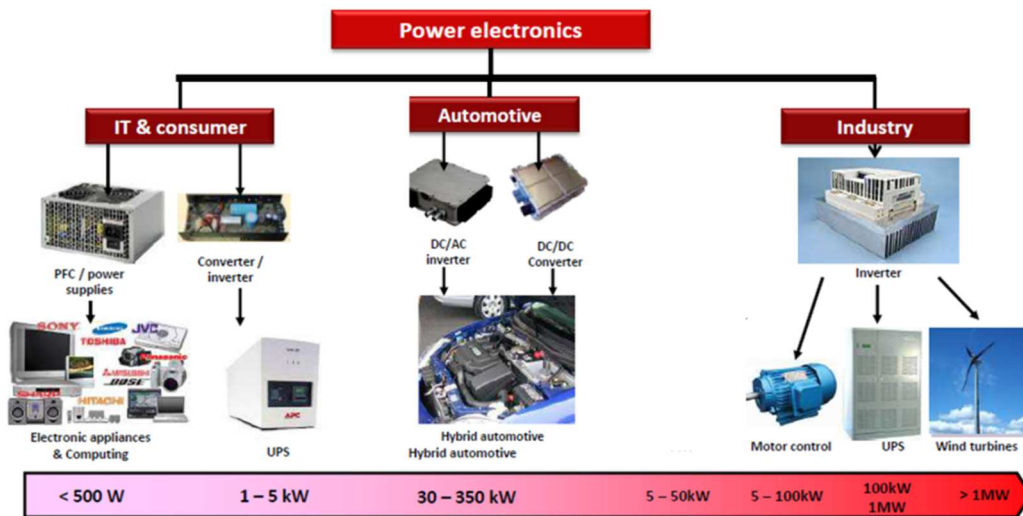 Power electronics
IT & consumer
Automotive
Industry
PFC / power
supplies
Converter /
inverter
DC/AC
inverter
DC/DC
Converter
Inverter
SONY
SAMSUNG
JVC
TOSHIBA
Panasonic
MITSUBISHI
BOSE
SHARP
HITACHI
APC
Electronic appliances
& Computing
UPS
Hybrid automotive
Hybrid automotive
Motor control
UPS
Wind turbines
< 500 W
1 – 5 kW
30 – 350 kW
5 – 50kW
5 – 100kW
100kW
1MW
> 1MW